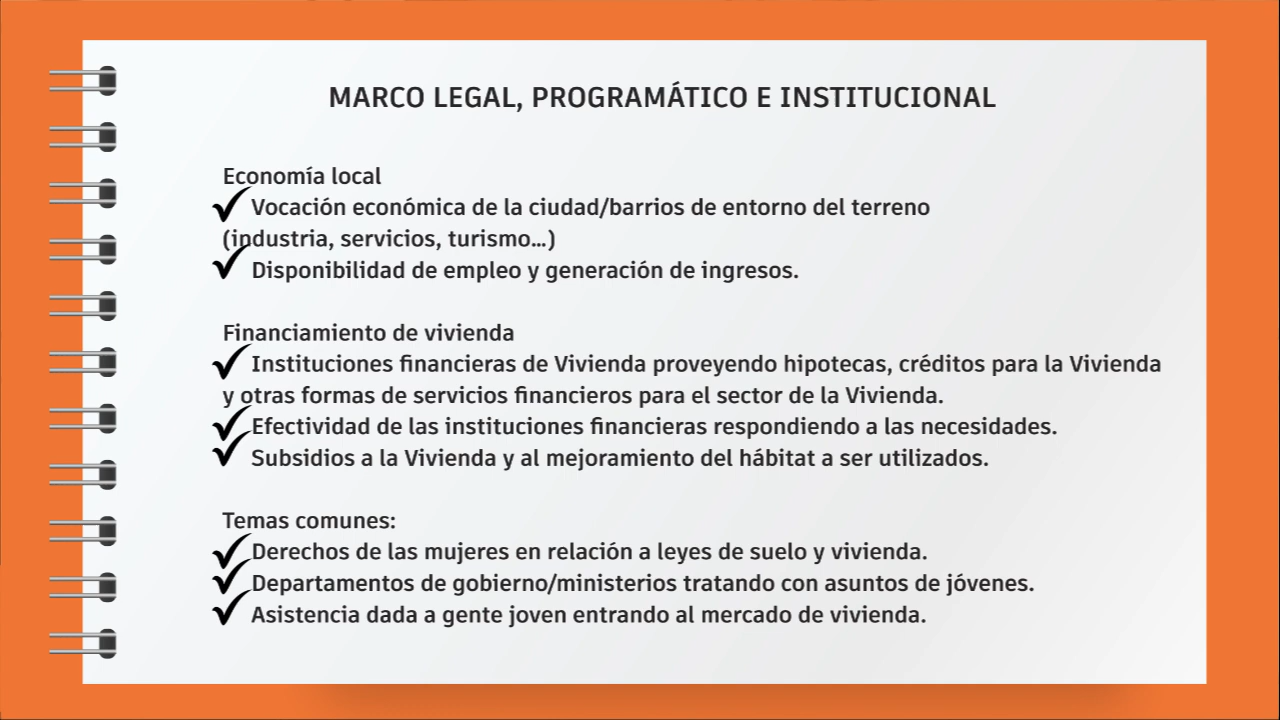 MARCO LEGAL, PROGRAMÁTICO E INSTITUCIONAL
Economía local
✓ Vocación económica de la ciudad/barrios de entorno del terreno
(industria, servicios, turismo...)
✓ Disponibilidad de empleo y generación de ingresos.
Financiamiento de vivienda
✓ Instituciones financieras de Vivienda proveyendo hipotecas, créditos para la Vivienda
y otras formas de servicios financieros para el sector de la Vivienda.
✓ Efectividad de las instituciones financieras respondiendo a las necesidades.
✓ Subsidios a la Vivienda y al mejoramiento del hábitat a ser utilizados.
Temas comunes:
✓ Derechos de las mujeres en relación a leyes de suelo y vivienda.
✓ Departamentos de gobierno/ministerios tratando con asuntos de jóvenes.
✓ Asistencia dada a gente joven entrando al mercado de vivienda.